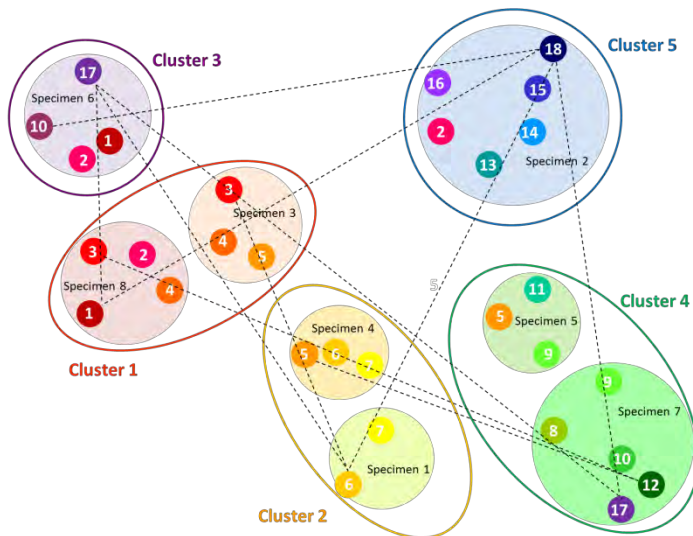 Cluster 3
17
Specimen 6
10
1
2
18
Cluster 5
16
15
2
14
13
Specimen 2
3
Specimen 3
4
5
3
2
Specimen 8
4
1
Cluster 1
Specimen 4
5
6
7
7
Specimen 1
6
Cluster 2
5
11
Cluster 4
5
Specimen 5
9
9
Specimen 7
8
10
12
17